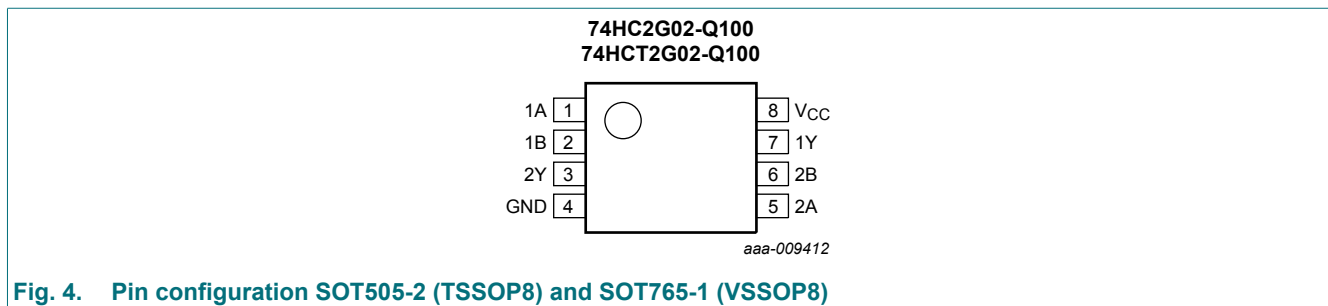 74HC2G02-Q100
74HCT2G02-Q100
1A 1 8 VCC
1B 2 7 1Y
2Y 3 6 2B
GND 4 5 2A
aaa-009412
Fig. 4. Pin configuration SOT505-2 (TSSOP8) and SOT765-1 (VSSOP8)